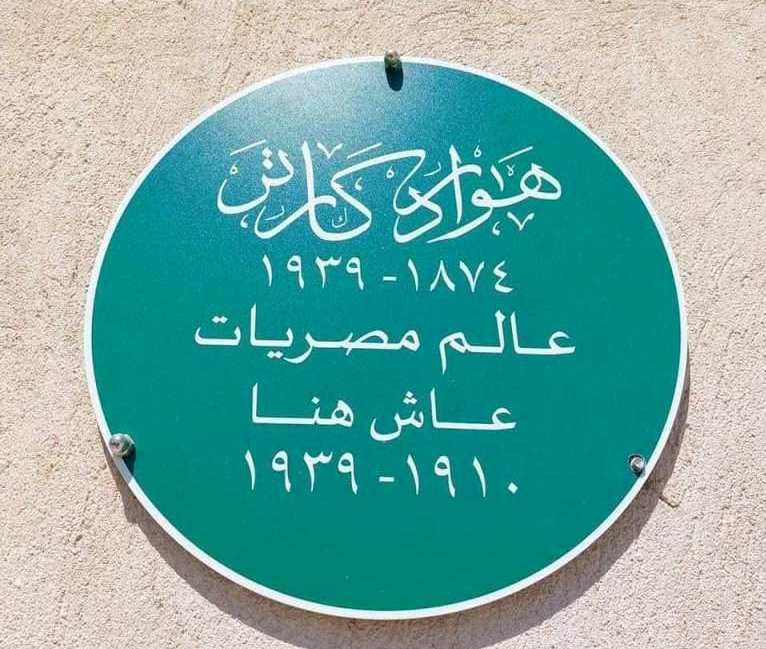 هوارد كارتر
١٨٧٤ - ١٩٣٩
عالم مصريات
عاش هنا
١٩١٠ - ١٩٣٩